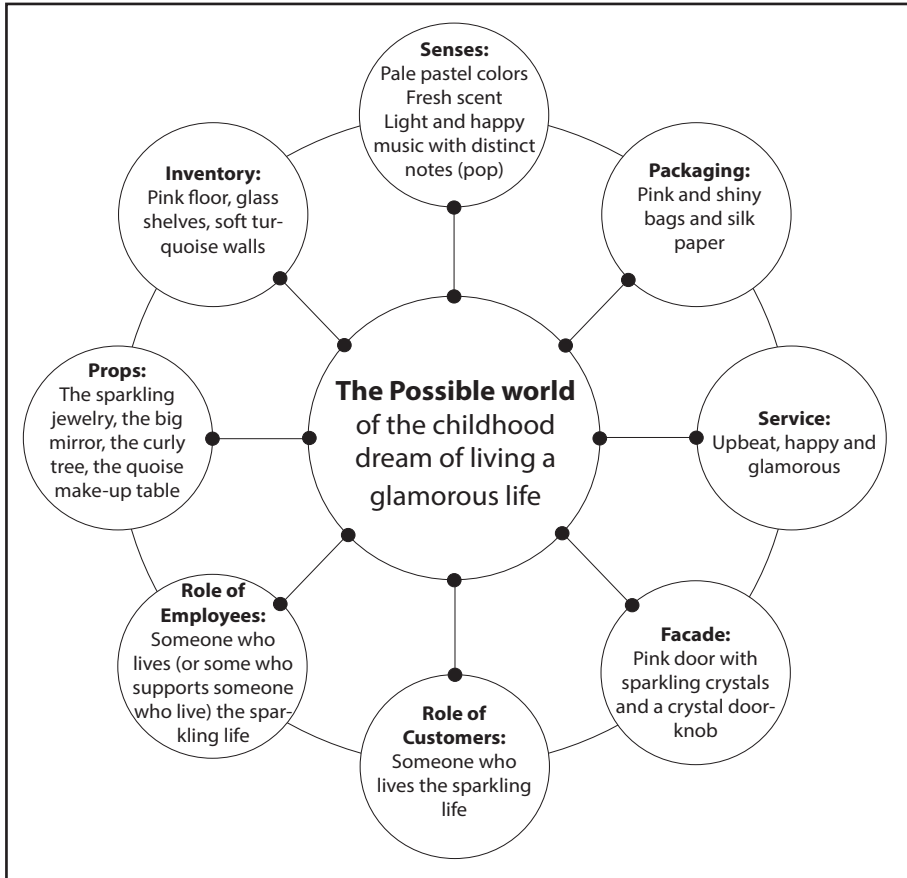 Senses:
Pale pastel colors
Fresh scent
Light and happy
music with distinct
notes (pop)
Packaging:
Pink and shiny
bags and silk
paper
Service:
Upbeat, happy and
glamorous
Facade:
Pink door with
sparkling crystals
and a crystal door-
knob
Role of
Customers:
Someone who
lives the sparkling
life
Role of
Employees:
Someone who
lives (or some who
supports someone
who live) the spar-
kling life
Props:
The sparkling
jewelry, the big
mirror, the curly
tree, the quoise
make-up table
Inventory:
Pink floor, glass
shelves, soft tur-
quoise walls
The Possible world
of the childhood
dream of living a
glamorous life